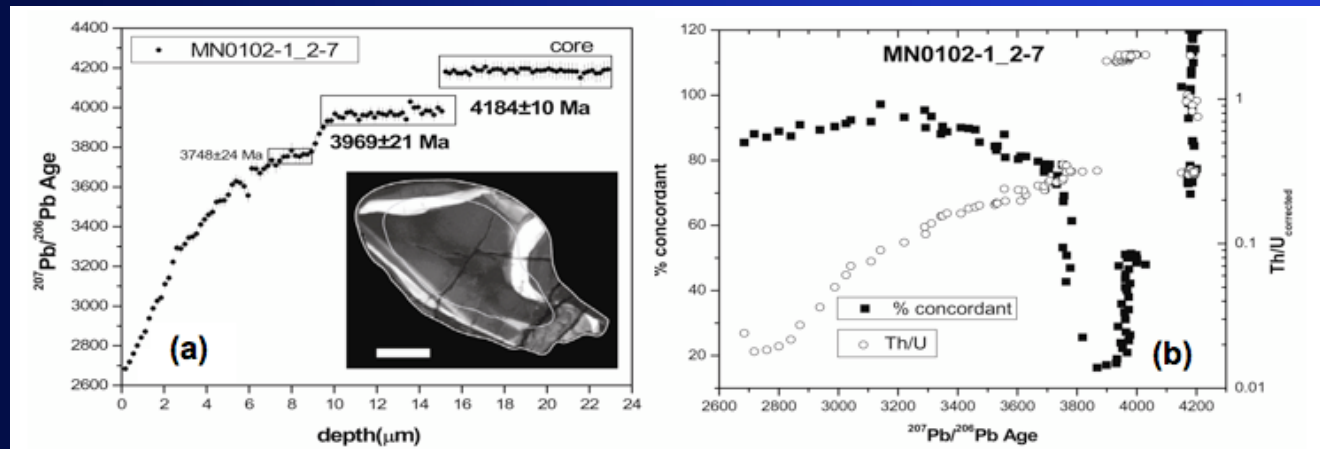 4400
4200
4000
3800
3600
3400
3200
3000
2800
2600
²⁰⁷Pb/²⁰⁶Pb Age
MN0102-1_2-7
core
4184±10 Ma
3969±21 Ma
3748±24 Ma
(a)
0 2 4 6 8 10 12 14 16 18 20 22 24
depth(μm)
120
100
80
60
40
20
% concordant
MN0102-1_2-7
% concordant
Th/U
(b)
1
0.1
0.01
Th/U corrected
2600 2800 3000 3200 3400 3600 3800 4000 4200
²⁰⁷Pb/²⁰⁶Pb Age